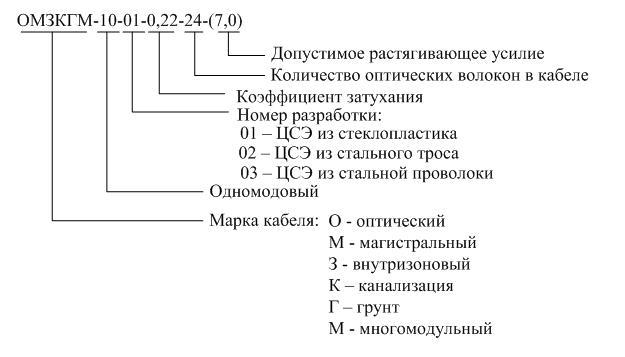 ОМЗКГМ-10-01-0,22-24-(7,0)
Допустимое растягивающее усилие
Количество оптических волокон в кабеле
Коэффициент затухания
Номер разработки:
01 – ЦСЭ из стеклопластика
02 – ЦСЭ из стального троса
03 – ЦСЭ из стальной проволоки
Одномодовый
Марка кабеля: О - оптический
М - магистральный
З - внутризоновый
К – канализация
Г – грунт
М - многомодульный